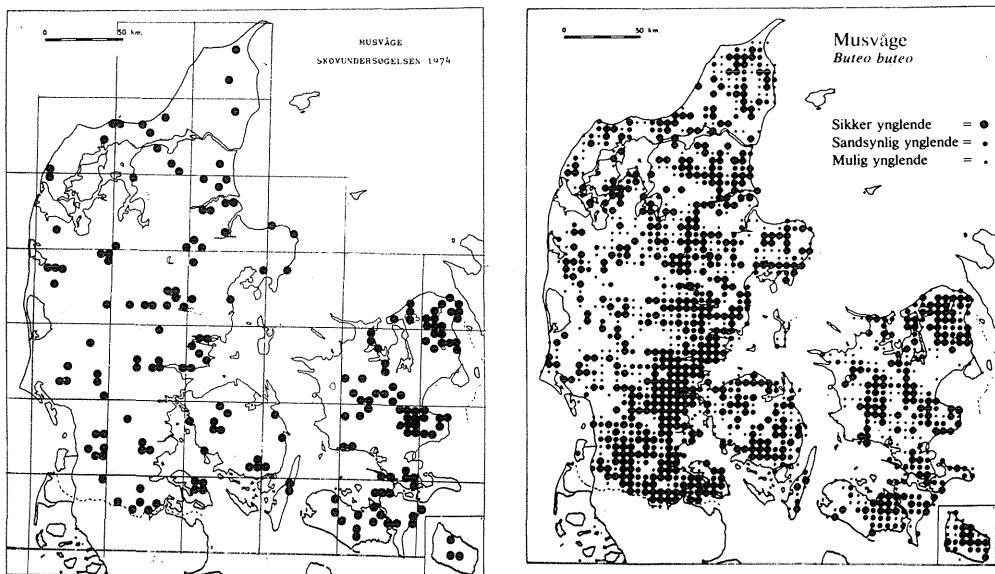 0 50 km.
MUSVÅGE
SKOVUNDERSØGELSEN 1974
0 50 km.
Musvåge
Buteo buteo
Sikker ynglende =
Sandsynlig ynglende =
Mulig ynglende =